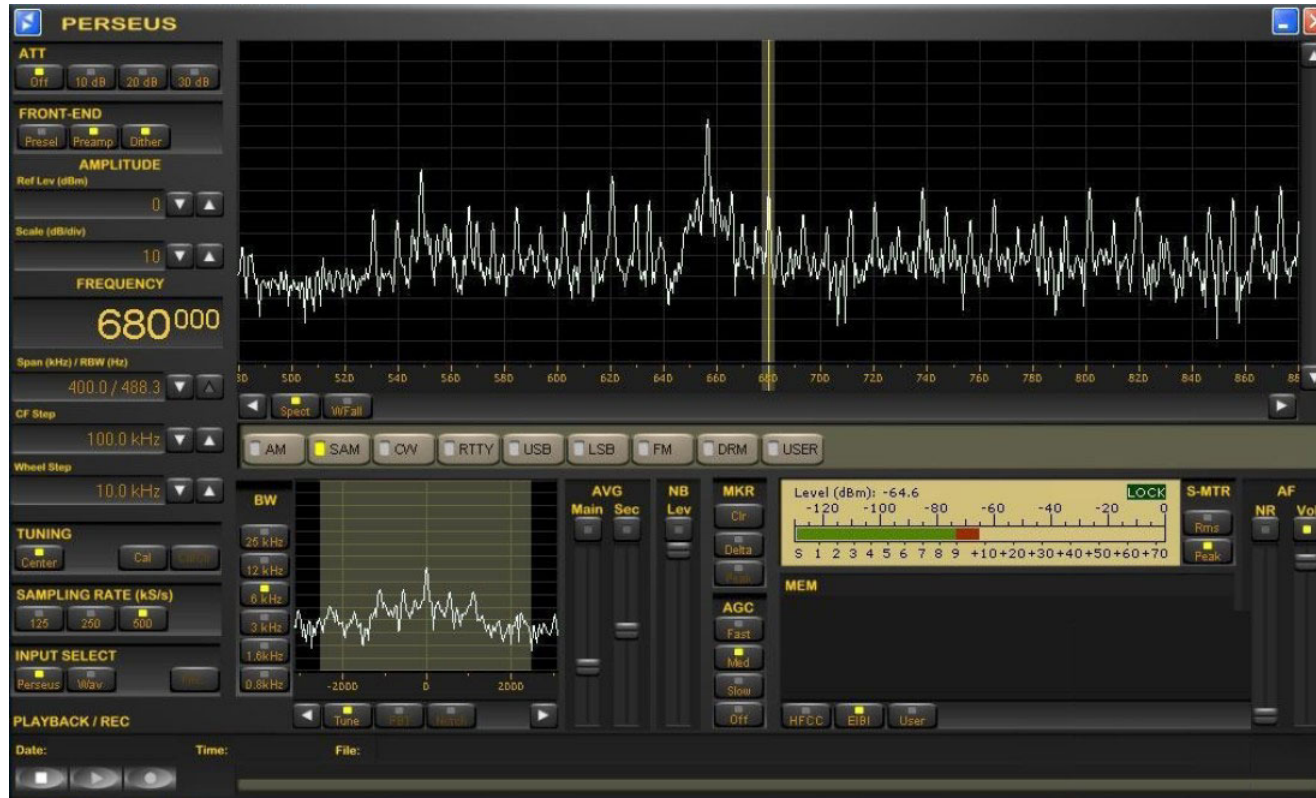 PERSEUS
ATT
Off 10 dB 20 dB 30 dB
FRONT-END
Presel Preamp Dither
AMPLITUDE
Ref Lev (dBm)
0
Scale (dB/div)
10
FREQUENCY
680000
Span (kHz) / RBW (Hz)
400.0 / 488.3
CF Step
100.0 kHz
Wheel Step
10.0 kHz
TUNING
Center Cal
SAMPLING RATE (kS/s)
125 250 500
INPUT SELECT
Perseus Wav
PLAYBACK / REC
Date: Time: File:
500 520 540 560 580 600 620 640 660 680 700 720 740 760 780 800 820 840 860
Spect WFall
AM SAM CW RTTY USB LSB FM DRM USER
BW
25 kHz
12 kHz
6 kHz
3 kHz
1.6kHz
0.8kHz
-2000 0 2000
Tune PBT Notch
AVG
Main Sec
NB
Lev
MKR
Clr
Delta
Peak
AGC
Fast
Med
Slow
Off
Level (dBm): -64.6 LOCK
-120 -100 -80 -60 -40 -20 0
S 1 2 3 4 5 6 7 8 9 +10+20+30+40+50+60+70
S-MTR
Rms
Peak
MEM
HFCC EIBI User
AF
NR Vol